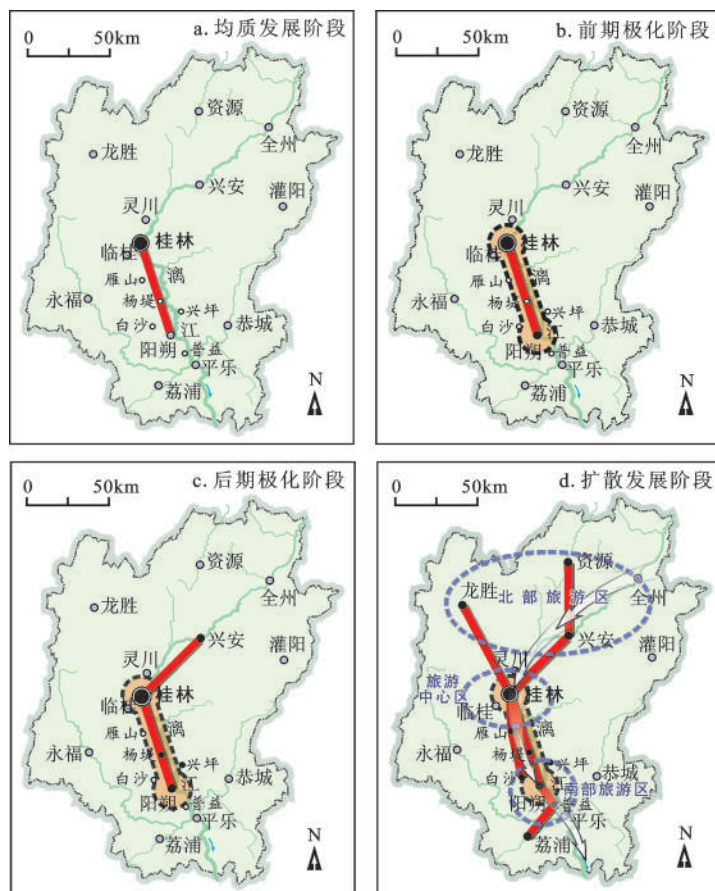 0 50km
a. 均质发展阶段
资源
全州
龙胜
兴安
灌阳
灵川
桂林
临桂
漓
雁山
永福
杨堤
兴坪
白沙
江
恭城
阳朔
普益
平乐
荔浦
N
0 50km
b. 前期极化阶段
资源
全州
龙胜
兴安
灌阳
灵川
桂林
临桂
漓
雁山
永福
杨堤
兴坪
白沙
江
恭城
阳朔
普益
平乐
荔浦
N
0 50km
c. 后期极化阶段
资源
全州
龙胜
兴安
灌阳
灵川
桂林
临桂
漓
雁山
永福
杨堤
兴坪
白沙
江
恭城
阳朔
普益
平乐
荔浦
N
0 50km
d. 扩散发展阶段
资源
龙胜
北部旅游区
全州
兴安
灌阳
灵川
旅游
中心区
桂林
临桂
漓
雁山
永福
杨堤
兴坪
白沙
江
恭城
南部旅游区
阳朔
普益
平乐
荔浦
N